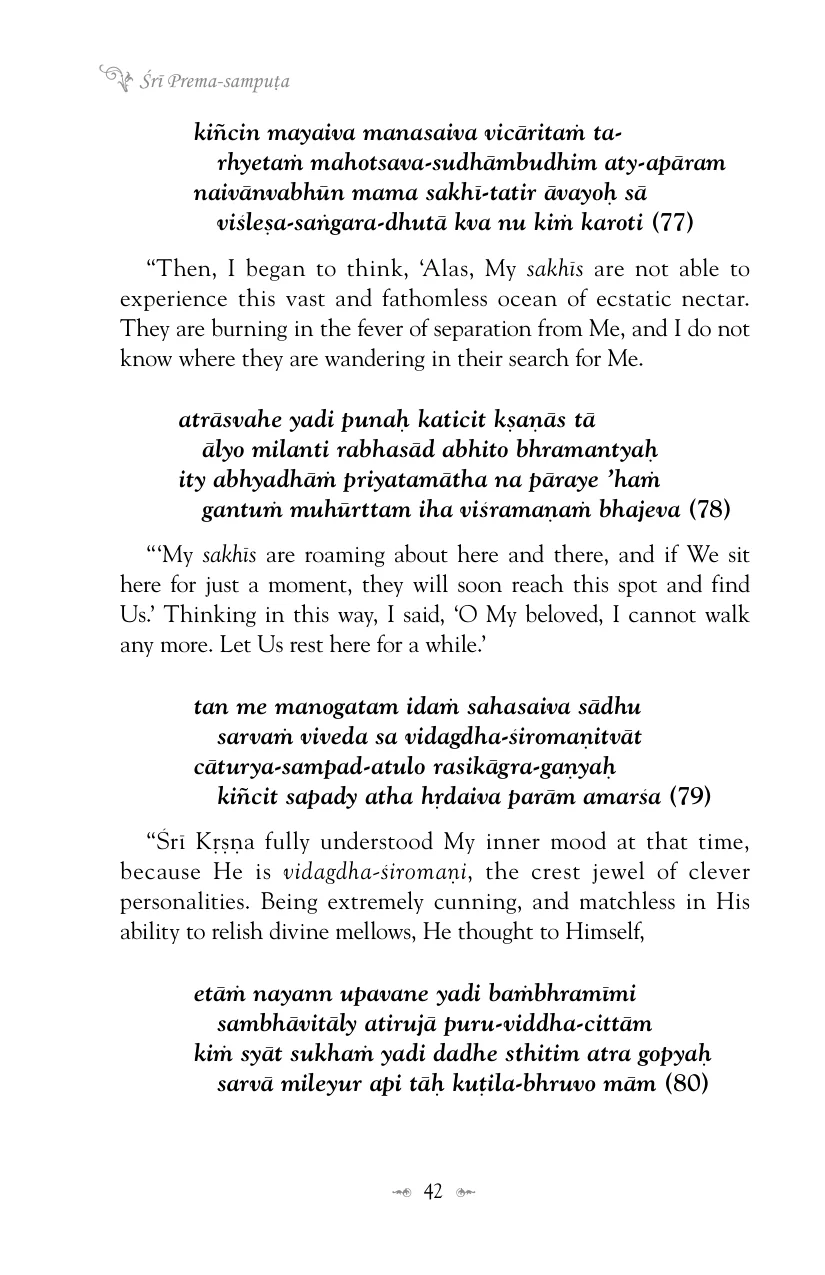 Śrī Prema-sampuṭa
kiñcin mayaiva manasaiva vicāritaṁ ta-
rhyetaṁ mahotsava-sudhāmbudhim aty-apāram
naivānvabhūn mama sakhī-tatir āvayoḥ sā
viśleṣa-saṅgara-dhutā kva nu kiṁ karoti (77)
“Then, I began to think, ‘Alas, My sakhīs are not able to
experience this vast and fathomless ocean of ecstatic nectar.
They are burning in the fever of separation from Me, and I do not
know where they are wandering in their search for Me.
atrāsvahe yadi punaḥ katicit kṣaṇās tā
ālyo milanti rabhasād abhito bhramantyaḥ
ity abhyadhāṁ priyatamātha na pāraye ’haṁ
gantuṁ muhūrttam iha viśramaṇaṁ bhajeva (78)
“‘My sakhīs are roaming about here and there, and if We sit
here for just a moment, they will soon reach this spot and find
Us.’ Thinking in this way, I said, ‘O My beloved, I cannot walk
any more. Let Us rest here for a while.’
tan me manogatam idaṁ sahasaiva sādhu
sarvaṁ viveda sa vidagdha-śiromaṇitvāt
cāturya-sampad-atulo rasikāgra-gaṇyaḥ
kiñcit sapady atha hṛdaiva parām amarśa (79)
“Śrī Kṛṣṇa fully understood My inner mood at that time,
because He is vidagdha-śiromaṇi, the crest jewel of clever
personalities. Being extremely cunning, and matchless in His
ability to relish divine mellows, He thought to Himself,
etāṁ nayann upavane yadi baṁbhramīmi
sambhāvitāly atirujā puru-viddha-cittām
kiṁ syāt sukhaṁ yadi dadhe sthitim atra gopyaḥ
sarvā mileyur api tāḥ kuṭila-bhruvo mām (80)
42